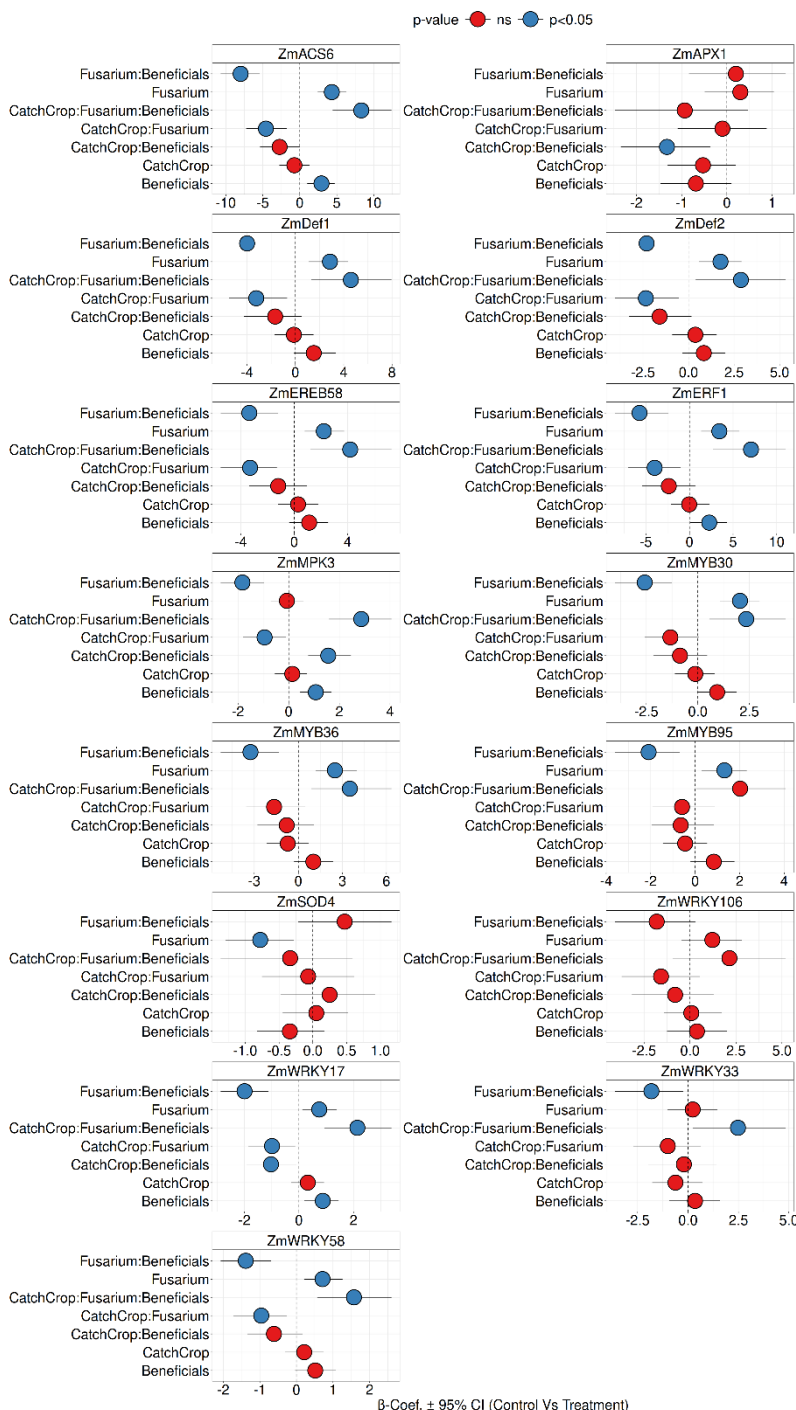 p-value ns p<0.05
ZmACS6
Fusarium:Beneficials
Fusarium
CatchCrop:Fusarium:Beneficials
CatchCrop:Fusarium
CatchCrop:Beneficials
CatchCrop
Beneficials
-10 -5 0 5 10
ZmAPX1
Fusarium:Beneficials
Fusarium
CatchCrop:Fusarium:Beneficials
CatchCrop:Fusarium
CatchCrop:Beneficials
CatchCrop
Beneficials
-2 -1 0 1
ZmDef1
Fusarium:Beneficials
Fusarium
CatchCrop:Fusarium:Beneficials
CatchCrop:Fusarium
CatchCrop:Beneficials
CatchCrop
Beneficials
-4 0 4 8
ZmDef2
Fusarium:Beneficials
Fusarium
CatchCrop:Fusarium:Beneficials
CatchCrop:Fusarium
CatchCrop:Beneficials
CatchCrop
Beneficials
-2.5 0.0 2.5 5.0
ZmEREB58
Fusarium:Beneficials
Fusarium
CatchCrop:Fusarium:Beneficials
CatchCrop:Fusarium
CatchCrop:Beneficials
CatchCrop
Beneficials
-4 0 4
ZmERF1
Fusarium:Beneficials
Fusarium
CatchCrop:Fusarium:Beneficials
CatchCrop:Fusarium
CatchCrop:Beneficials
CatchCrop
Beneficials
-5 0 5 10
ZmMPK3
Fusarium:Beneficials
Fusarium
CatchCrop:Fusarium:Beneficials
CatchCrop:Fusarium
CatchCrop:Beneficials
CatchCrop
Beneficials
-2 0 2 4
ZmMYB30
Fusarium:Beneficials
Fusarium
CatchCrop:Fusarium:Beneficials
CatchCrop:Fusarium
CatchCrop:Beneficials
CatchCrop
Beneficials
-2.5 0.0 2.5
ZmMYB36
Fusarium:Beneficials
Fusarium
CatchCrop:Fusarium:Beneficials
CatchCrop:Fusarium
CatchCrop:Beneficials
CatchCrop
Beneficials
-3 0 3 6
ZmMYB95
Fusarium:Beneficials
Fusarium
CatchCrop:Fusarium:Beneficials
CatchCrop:Fusarium
CatchCrop:Beneficials
CatchCrop
Beneficials
-4 -2 0 2 4
ZmSOD4
Fusarium:Beneficials
Fusarium
CatchCrop:Fusarium:Beneficials
CatchCrop:Fusarium
CatchCrop:Beneficials
CatchCrop
Beneficials
-1.0 -0.5 0.0 0.5 1.0
ZmWRKY106
Fusarium:Beneficials
Fusarium
CatchCrop:Fusarium:Beneficials
CatchCrop:Fusarium
CatchCrop:Beneficials
CatchCrop
Beneficials
-2.5 0.0 2.5 5.0
ZmWRKY17
Fusarium:Beneficials
Fusarium
CatchCrop:Fusarium:Beneficials
CatchCrop:Fusarium
CatchCrop:Beneficials
CatchCrop
Beneficials
-2 0 2
ZmWRKY33
Fusarium:Beneficials
Fusarium
CatchCrop:Fusarium:Beneficials
CatchCrop:Fusarium
CatchCrop:Beneficials
CatchCrop
Beneficials
-2.5 0.0 2.5 5.0
ZmWRKY58
Fusarium:Beneficials
Fusarium
CatchCrop:Fusarium:Beneficials
CatchCrop:Fusarium
CatchCrop:Beneficials
CatchCrop
Beneficials
-2 -1 0 1 2
β-Coef. ± 95% CI (Control Vs Treatment)